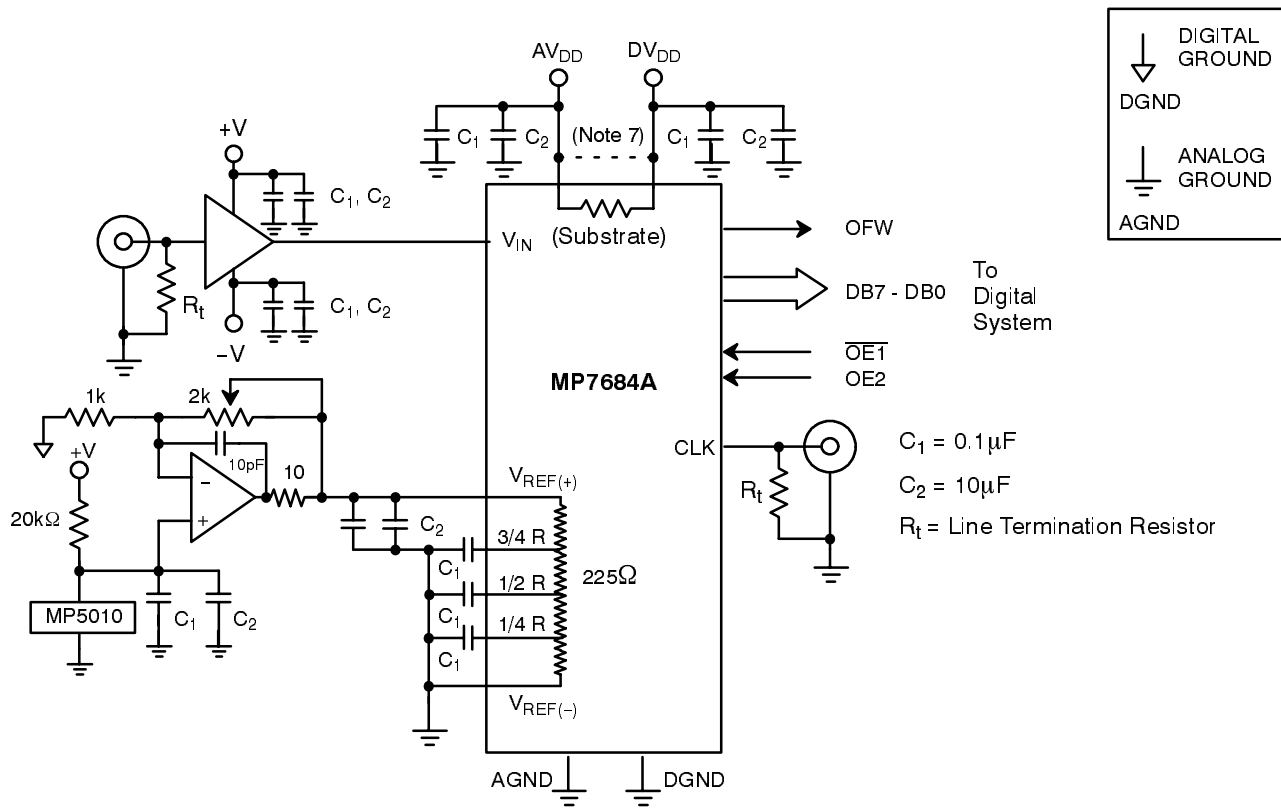 AVDD
DVDD
C1
C2
(Note 7)
C1
C2
DIGITAL
GROUND
DGND
ANALOG
GROUND
AGND
+V
C1, C2
Rt
C1, C2
−V
VIN
(Substrate)
OFW
DB7 - DB0
To
Digital
System
OE1
OE2
MP7684A
CLK
Rt
C1 = 0.1µF
C2 = 10µF
Rt = Line Termination Resistor
1k
2k
+V
10pF
10
−
+
20kΩ
MP5010
C1
C2
VREF(+)
C2
C1
3/4 R
C1
1/2 R
C1
1/4 R
225Ω
VREF(−)
AGND
DGND